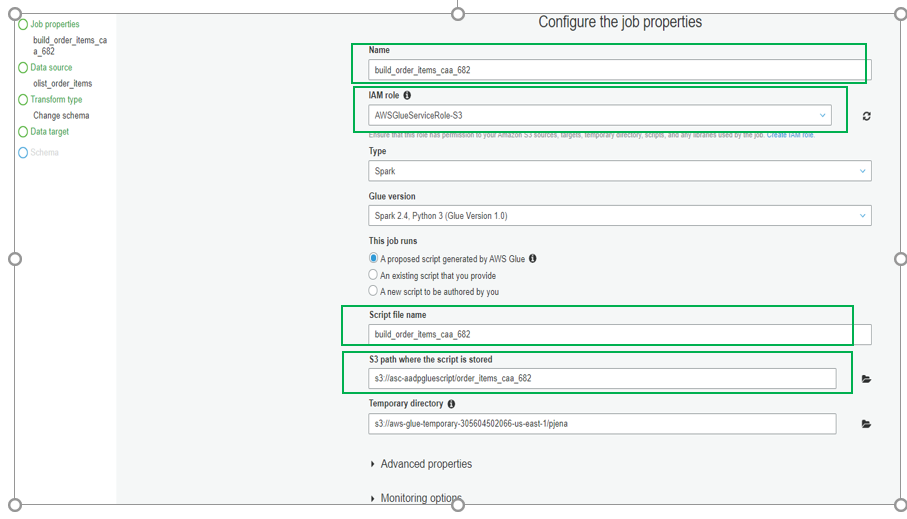 Configure the job properties
Job properties
build_order_items_ca
a_682
Data source
olist_order_items
Transform type
Change schema
Data target
Schema
Name
build_order_items_caa_682
IAM role
AWSGlueServiceRole-S3
Ensure that this role has permission to your Amazon S3 sources, targets, temporary directory, scripts, and any libraries used by the job. Create IAM role.
Type
Spark
Glue version
Spark 2.4, Python 3 (Glue Version 1.0)
This job runs
A proposed script generated by AWS Glue
An existing script that you provide
A new script to be authored by you
Script file name
build_order_items_caa_682
S3 path where the script is stored
s3://asc-aadpgluescript/order_items_caa_682
Temporary directory
s3://aws-glue-temporary-305604502066-us-east-1/pjena
Advanced properties
Monitoring options